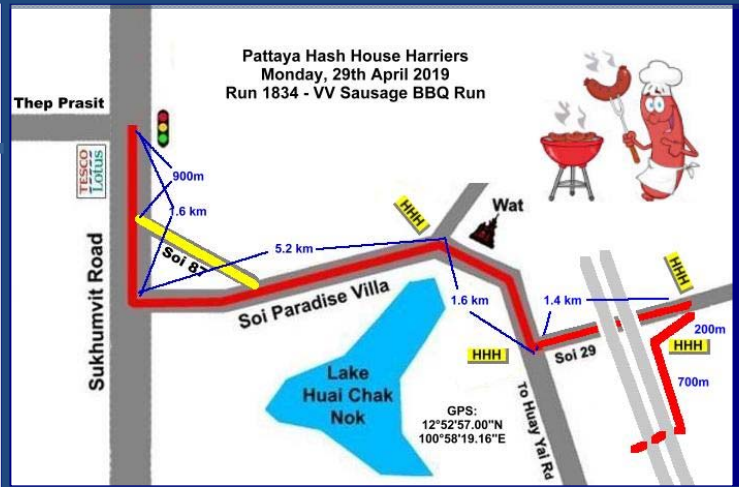 Pattaya Hash House Harriers
Monday, 29th April 2019
Run 1834 - VV Sausage BBQ Run
Thep Prasit
TESCO
Lotus
900m
1.6 km
Soi 87
5.2 km
HHH
Wat
Sukhumvit Road
Soi Paradise Villa
1.6 km
1.4 km
HHH
200m
HHH
HHH
Soi 29
700m
Lake
Huai Chak
Nok
GPS:
12°52'57.00"N
100°58'19.16"E
To Huay Yai Rd